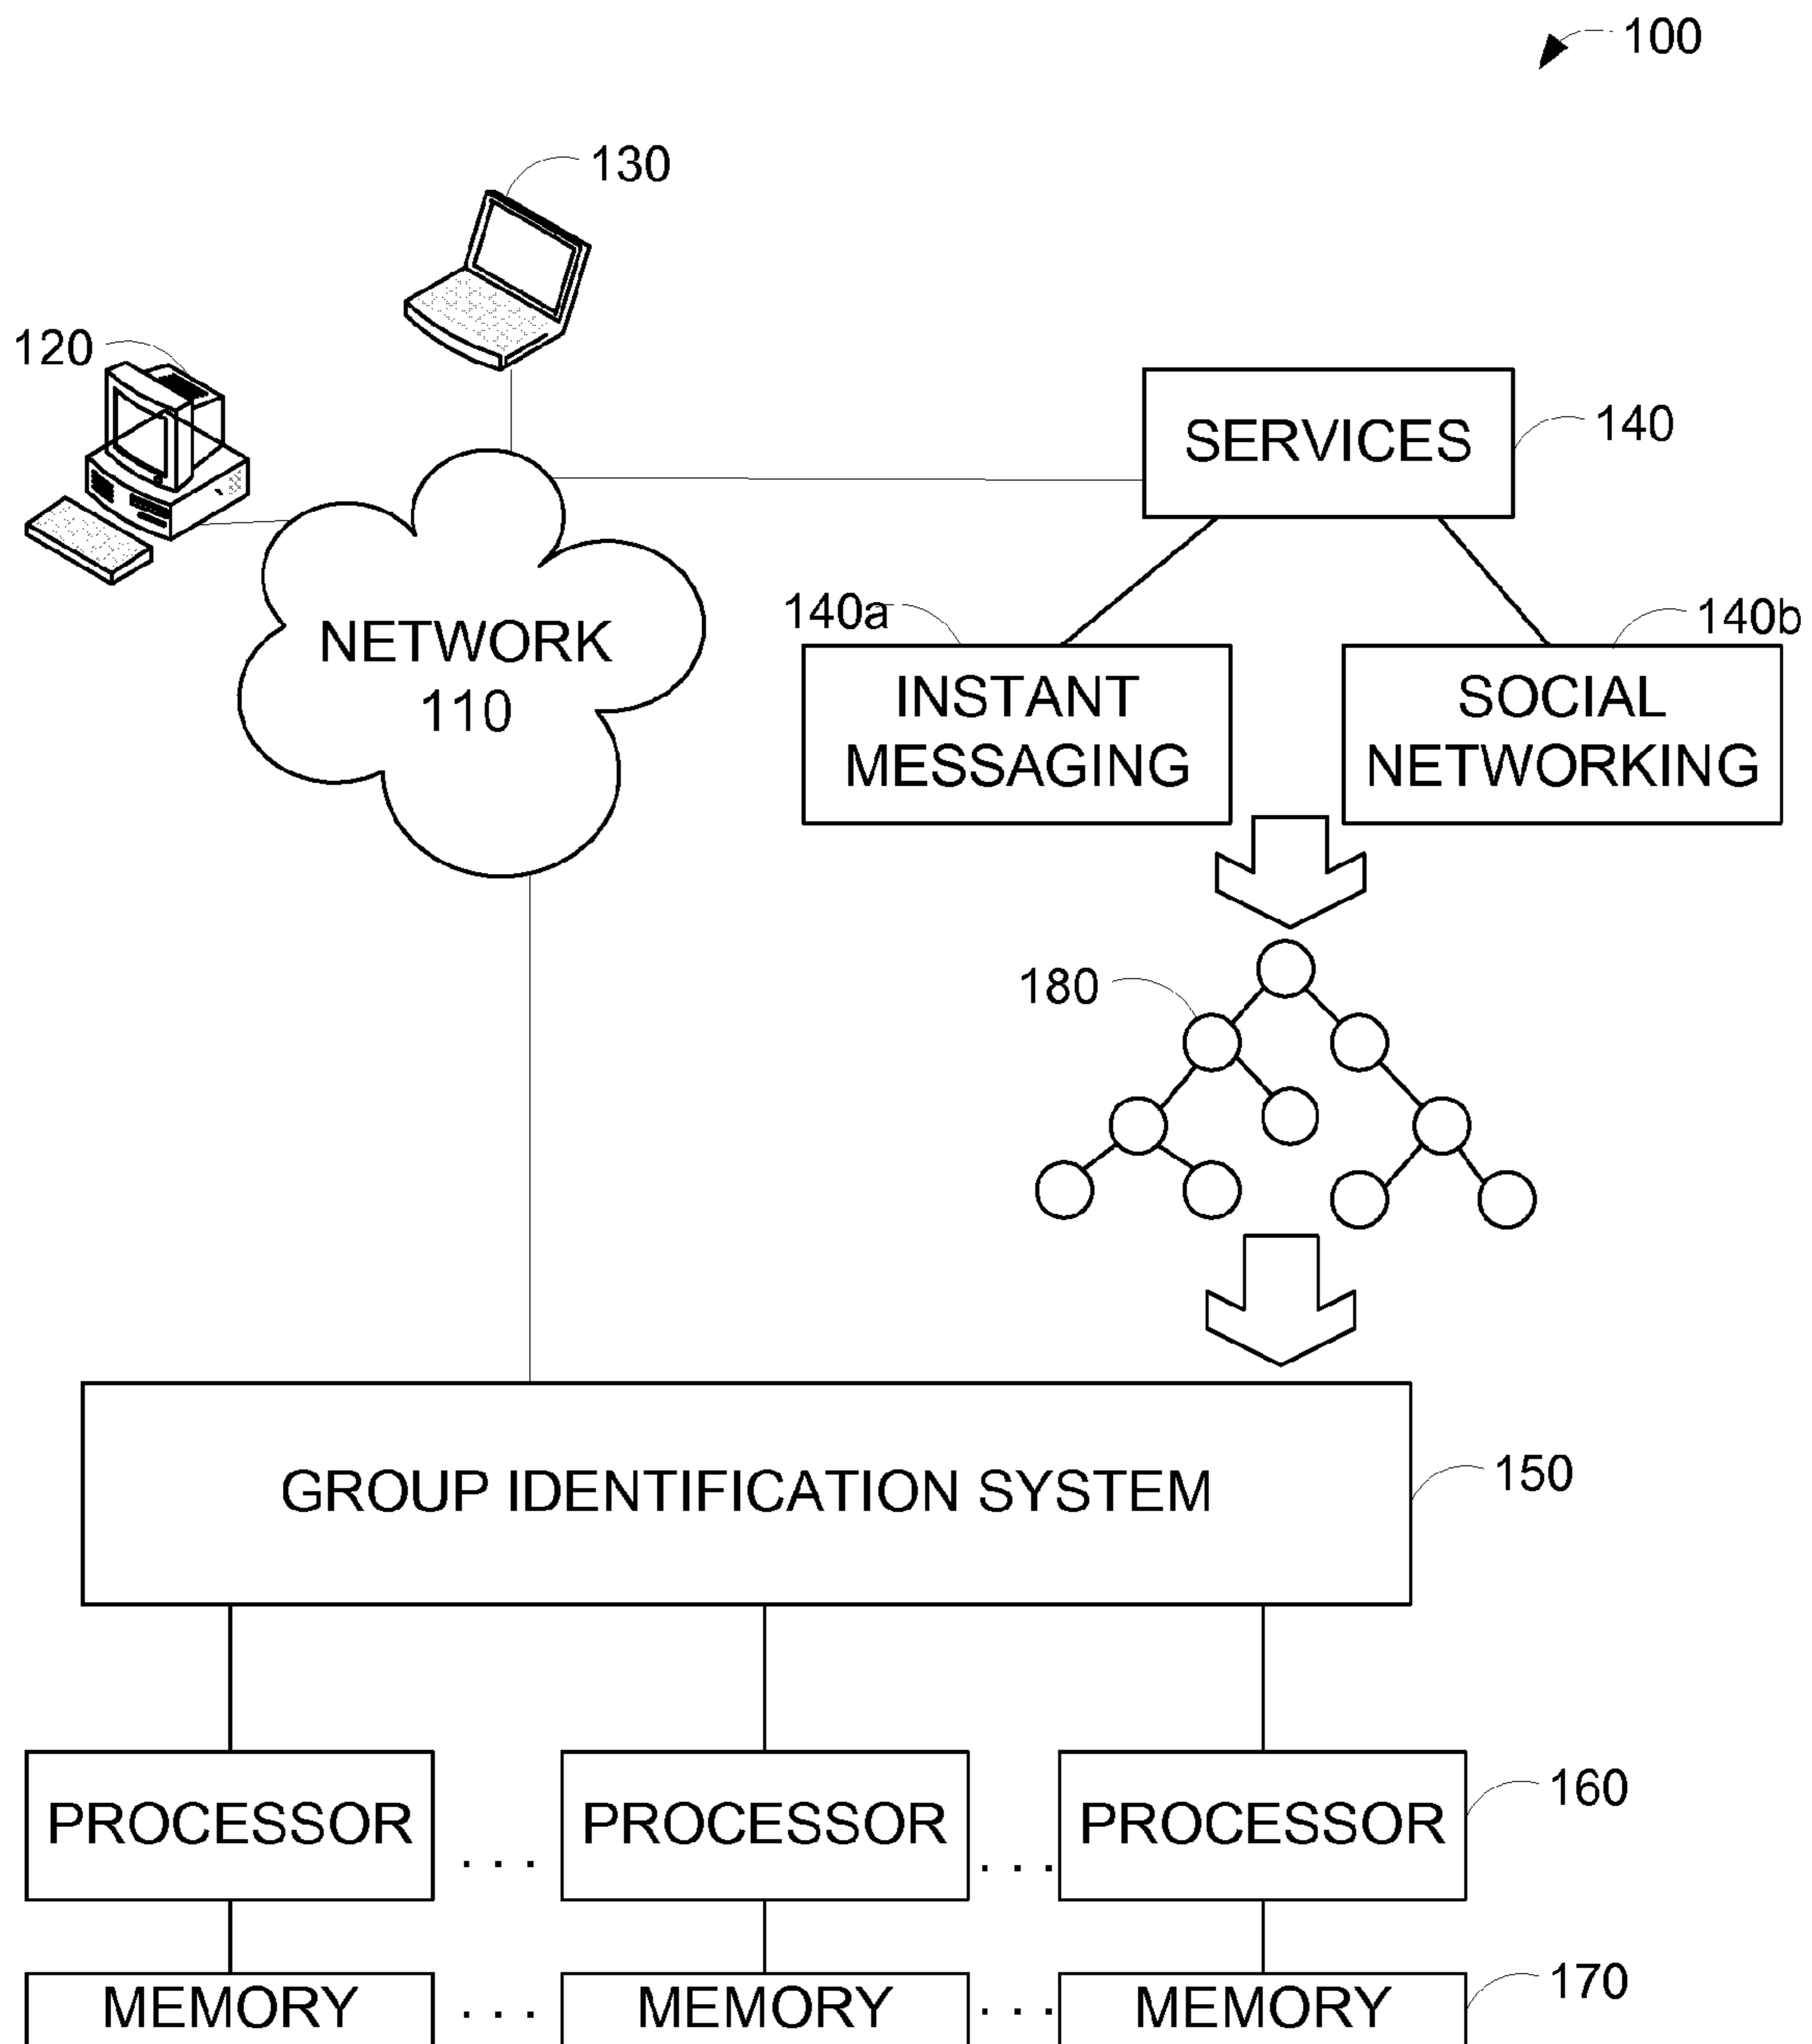 100
130
120
SERVICES
140
NETWORK
110
140a
140b
INSTANT
MESSAGING
SOCIAL
NETWORKING
180
GROUP IDENTIFICATION SYSTEM
150
PROCESSOR
. . .
PROCESSOR
. . .
PROCESSOR
160
MEMORY
. . .
MEMORY
. . .
MEMORY
170